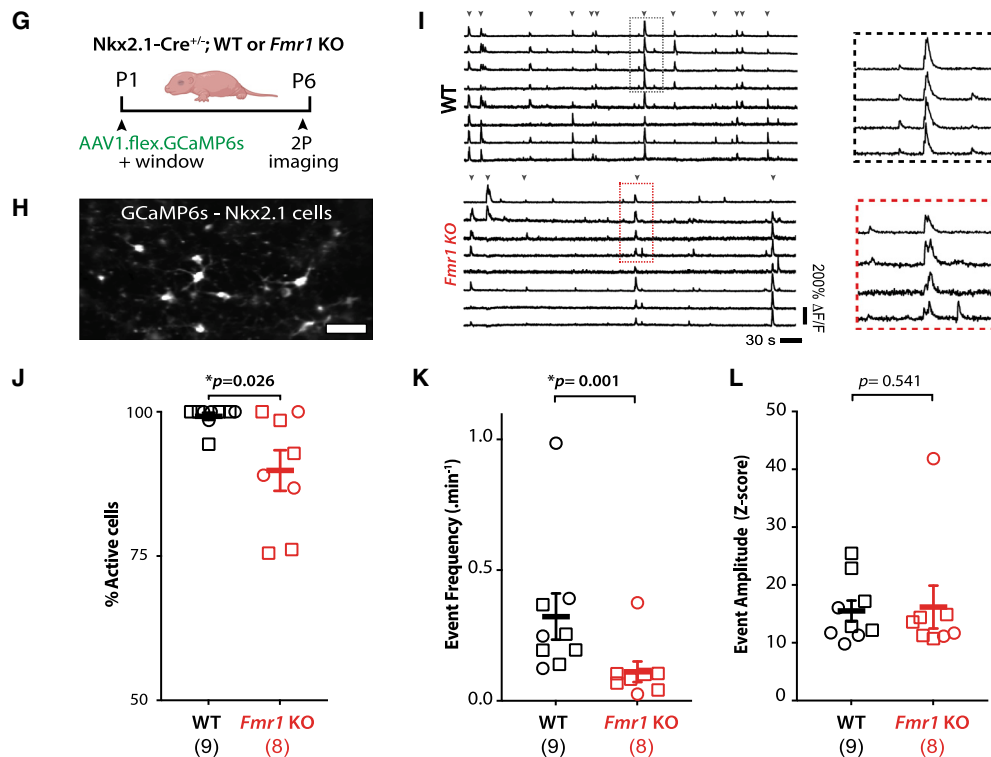 G
Nkx2.1-Cre+/-; WT or Fmr1 KO
P1
P6
AAV1.flex.GCaMP6s
+ window
2P
imaging
H
GCaMP6s - Nkx2.1 cells
I
WT
Fmr1 KO
200% ΔF/F
30 s
J
*p=0.026
% Active cells
100
75
50
WT
Fmr1 KO
(9)
(8)
K
*p= 0.001
Event Frequency (.min-1)
1.0
0.5
0.0
WT
Fmr1 KO
(9)
(8)
L
p= 0.541
Event Amplitude (Z-score)
50
40
30
20
10
0
WT
Fmr1 KO
(9)
(8)